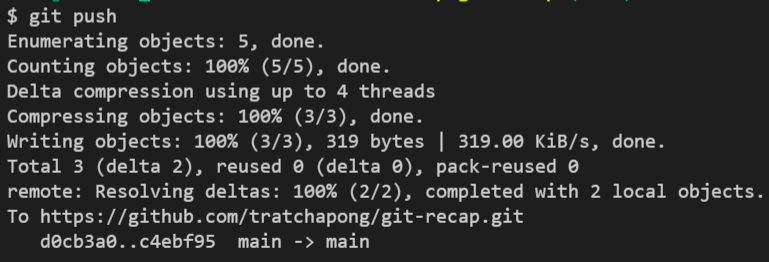 $ git push
Enumerating objects: 5, done.
Counting objects: 100% (5/5), done.
Delta compression using up to 4 threads
Compressing objects: 100% (3/3), done.
Writing objects: 100% (3/3), 319 bytes | 319.00 KiB/s, done.
Total 3 (delta 2), reused 0 (delta 0), pack-reused 0
remote: Resolving deltas: 100% (2/2), completed with 2 local objects.
To https://github.com/tratchapong/git-recap.git
   d0cb3a0..c4ebf95  main -> main